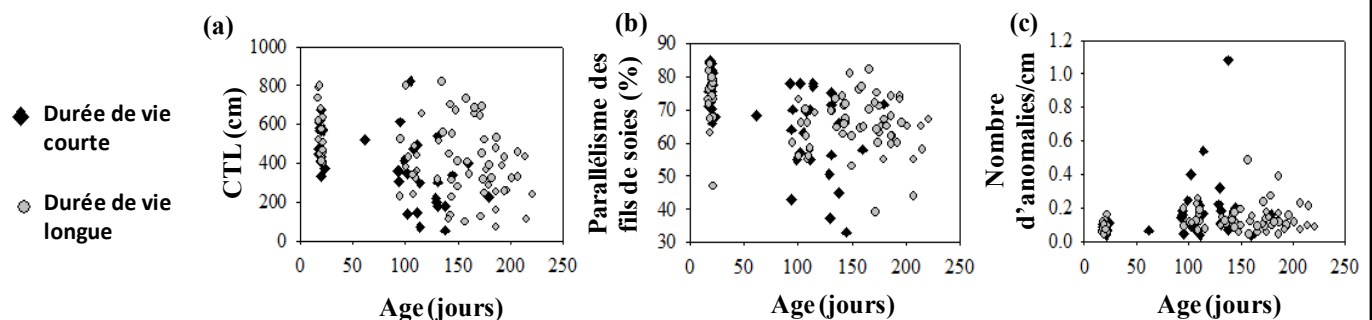 Durée de vie
courte
Durée de vie
longue
(a)
CTL (cm)
1000
800
600
400
200
0
0 50 100 150 200 250
Age (jours)
(b)
Parallélisme des
fils de soies (%)
90
80
70
60
50
40
30
0 50 100 150 200 250
Age (jours)
(c)
Nombre
d'anomalies/cm
1.2
1.0
0.8
0.6
0.4
0.2
0.0
0 50 100 150 200 250
Age (jours)